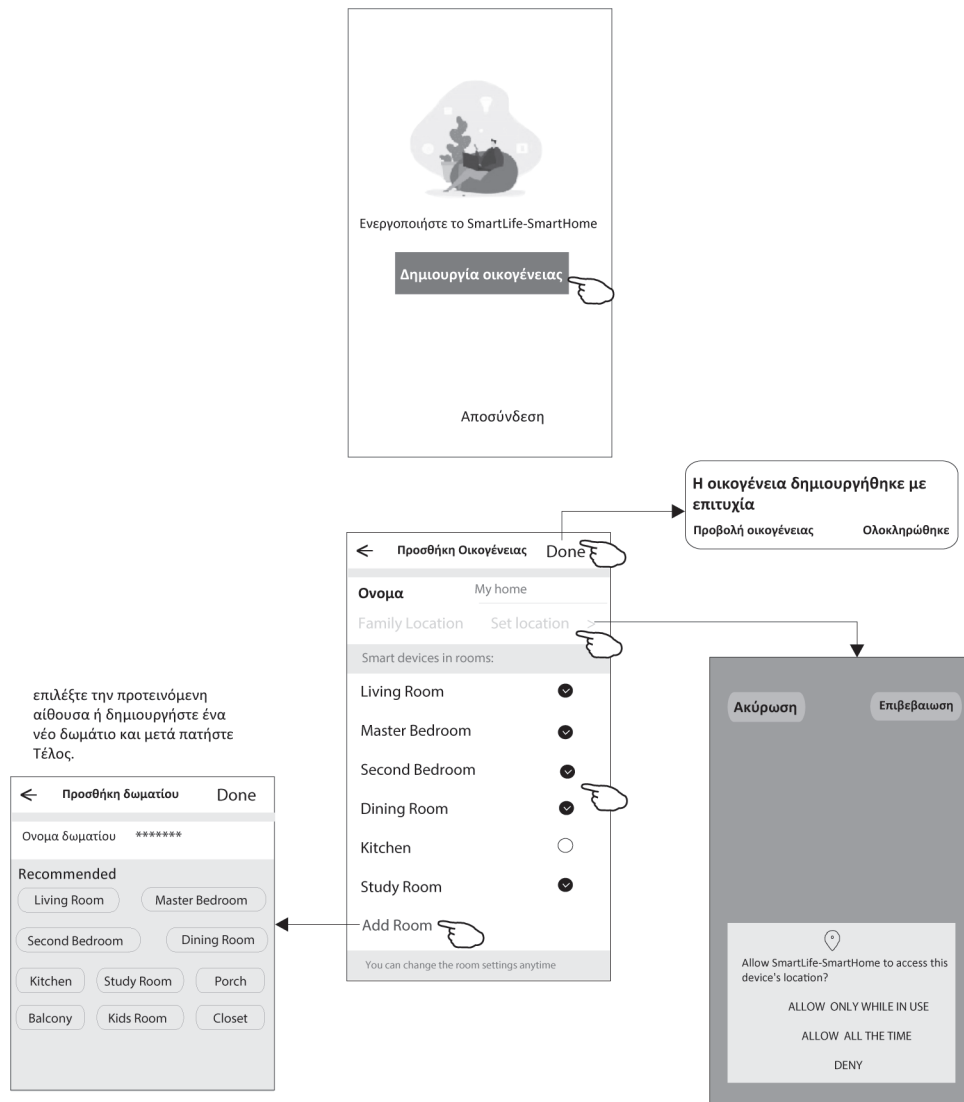 Ενεργοποιήστε το SmartLife-SmartHome
Δημιουργία οικογένειας
Αποσύνδεση
Η οικογένεια δημιουργήθηκε με
επιτυχία
Προβολή οικογένειας Ολοκληρώθηκε
Προσθήκη Οικογένειας Done
Ονομα My home
Family Location Set location >
Smart devices in rooms:
Living Room
Master Bedroom
Second Bedroom
Dining Room
Kitchen
Study Room
Add Room
You can change the room settings anytime
επιλέξτε την προτεινόμενη
αίθουσα ή δημιουργήστε ένα
νέο δωμάτιο και μετά πατήστε
Τέλος.
Προσθήκη δωματίου Done
Ονομα δωματίου *******
Recommended
Living Room Master Bedroom
Second Bedroom Dining Room
Kitchen Study Room Porch
Balcony Kids Room Closet
Ακύρωση Επιβεβαιωση
Allow SmartLife-SmartHome to access this
device's location?
ALLOW ONLY WHILE IN USE
ALLOW ALL THE TIME
DENY